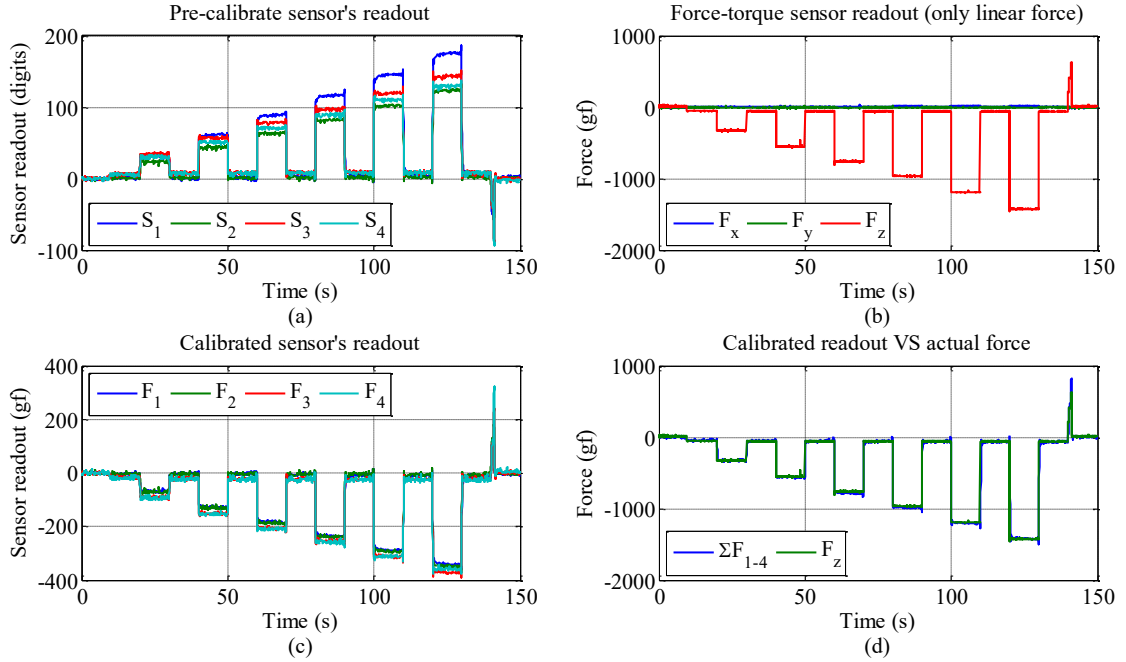 Pre-calibrate sensor's readout
200
100
0
-100
0
50
100
150
Sensor readout (digits)
S1 S2 S3 S4
Time (s)
(a)
Force-torque sensor readout (only linear force)
1000
0
-1000
-2000
0
50
100
150
Force (gf)
Fx Fy Fz
Time (s)
(b)
Calibrated sensor's readout
400
200
0
-200
-400
0
50
100
150
Sensor readout (gf)
F1 F2 F3 F4
Time (s)
(c)
Calibrated readout VS actual force
1000
0
-1000
-2000
0
50
100
150
Force (gf)
ΣF1-4 Fz
Time (s)
(d)